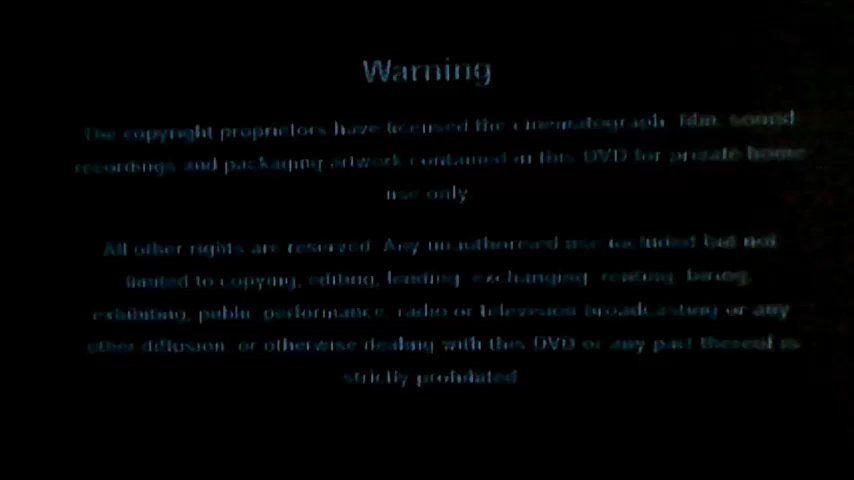 Warning
The copyright proprietors have licensed the cinematograph film, sound
recordings and packaging artwork contained in this DVD for private home
use only
All other rights are reserved. Any unauthorised use included but not
limited to copying, editing, lending, exchanging, renting, hiring,
exhibiting, public performance, radio or television broadcasting or any
other diffusion, or otherwise dealing with this DVD or any part thereof is
strictly prohibited